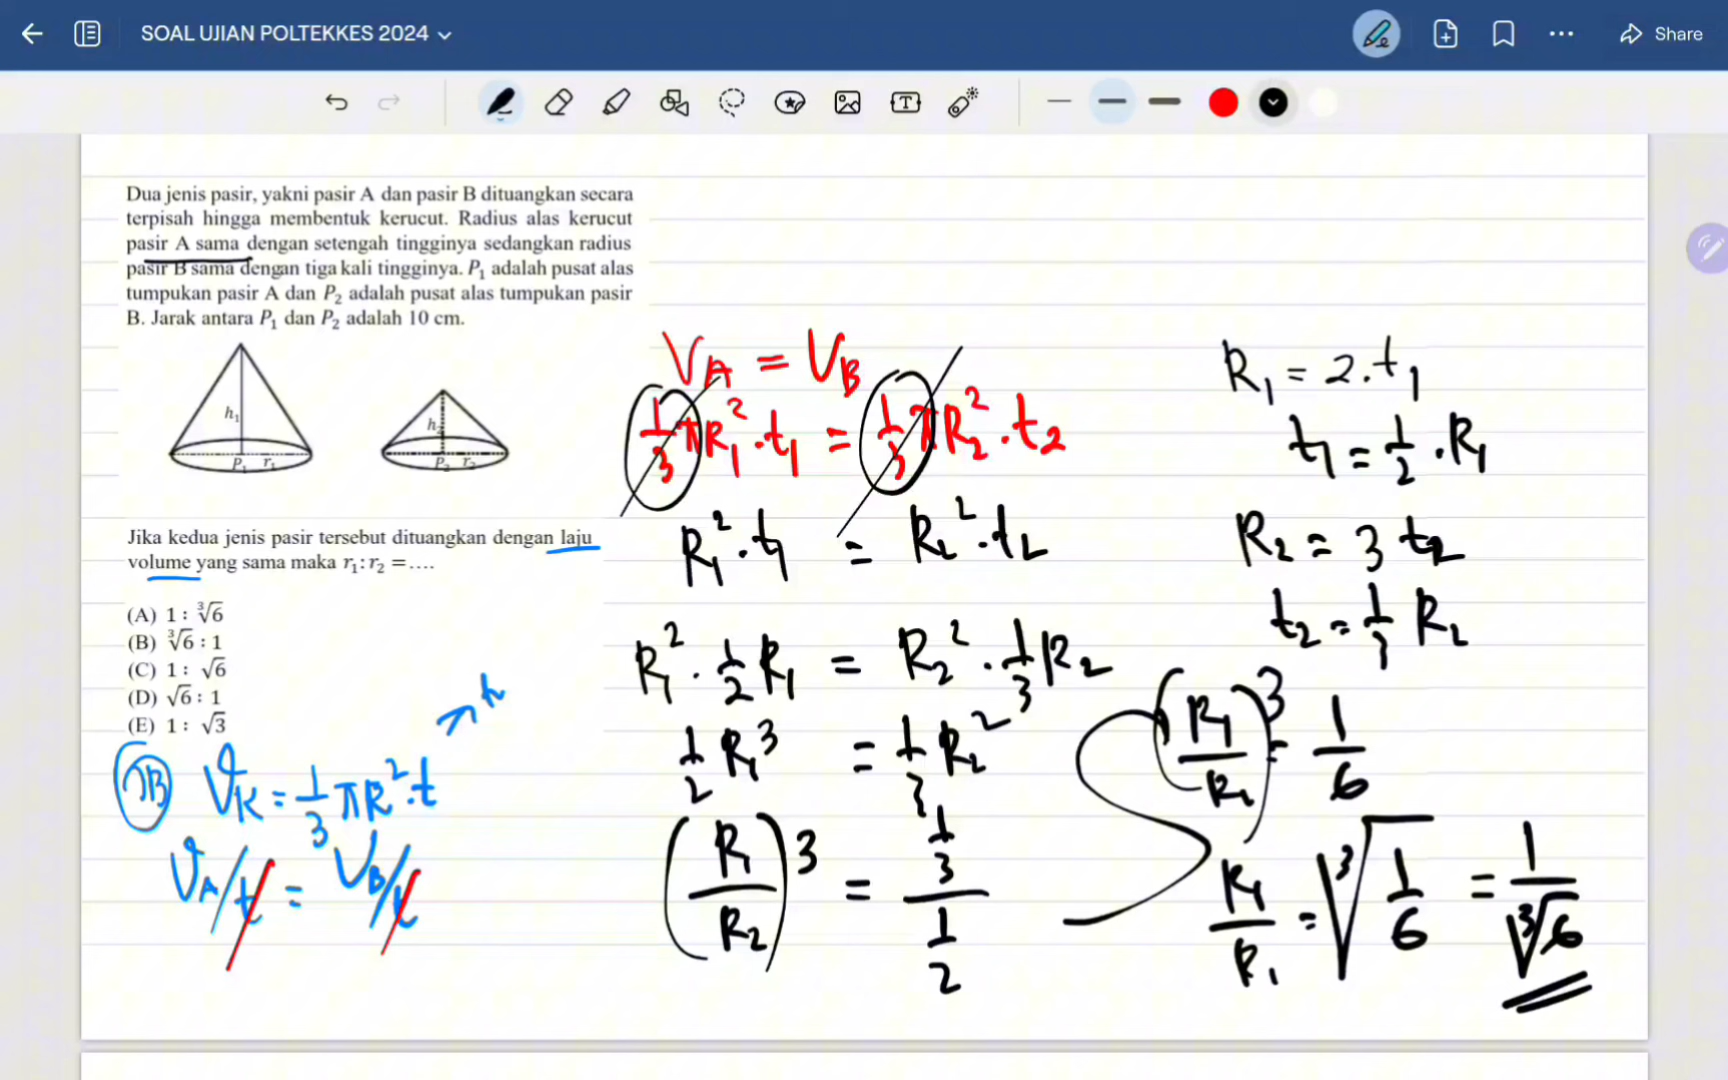 SOAL UJIAN POLTEKKES 2024
Share
Dua jenis pasir, yakni pasir A dan pasir B dituangkan secara
terpisah hingga membentuk kerucut. Radius alas kerucut
pasir A sama dengan setengah tingginya sedangkan radius
pasir B sama dengan tiga kali tingginya. P₁ adalah pusat alas
tumpukan pasir A dan P₂ adalah pusat alas tumpukan pasir
B. Jarak antara P₁ dan P₂ adalah 10 cm.
h₁
P₁ r₁
h₂
P₂ r₂
Jika kedua jenis pasir tersebut dituangkan dengan laju
volume yang sama maka r₁: r₂ =....
(A) 1 : ∛6
(B) ∛6 : 1
(C) 1 : √6
(D) √6 : 1
(E) 1 : √3
V_K = 1/3 πR² · t
V_A/t = V_B/t
V_A = V_B
1/3 πR₁² · t₁ = 1/3 πR₂² · t₂
R₁² · t₁ = R₂² · t₂
R₁² · 1/2 R₁ = R₂² · 1/3 R₂
1/2 R₁³ = 1/3 R₂²
(R₁/R₂)³ = 1/3 / 1/2
R₁ = 2 · t₁
t₁ = 1/2 · R₁
R₂ = 3 t₂
t₂ = 1/3 R₂
(R₁/R₂)³ = 1/6
R₁/R₁ = ∛(1/6) = 1/∛6